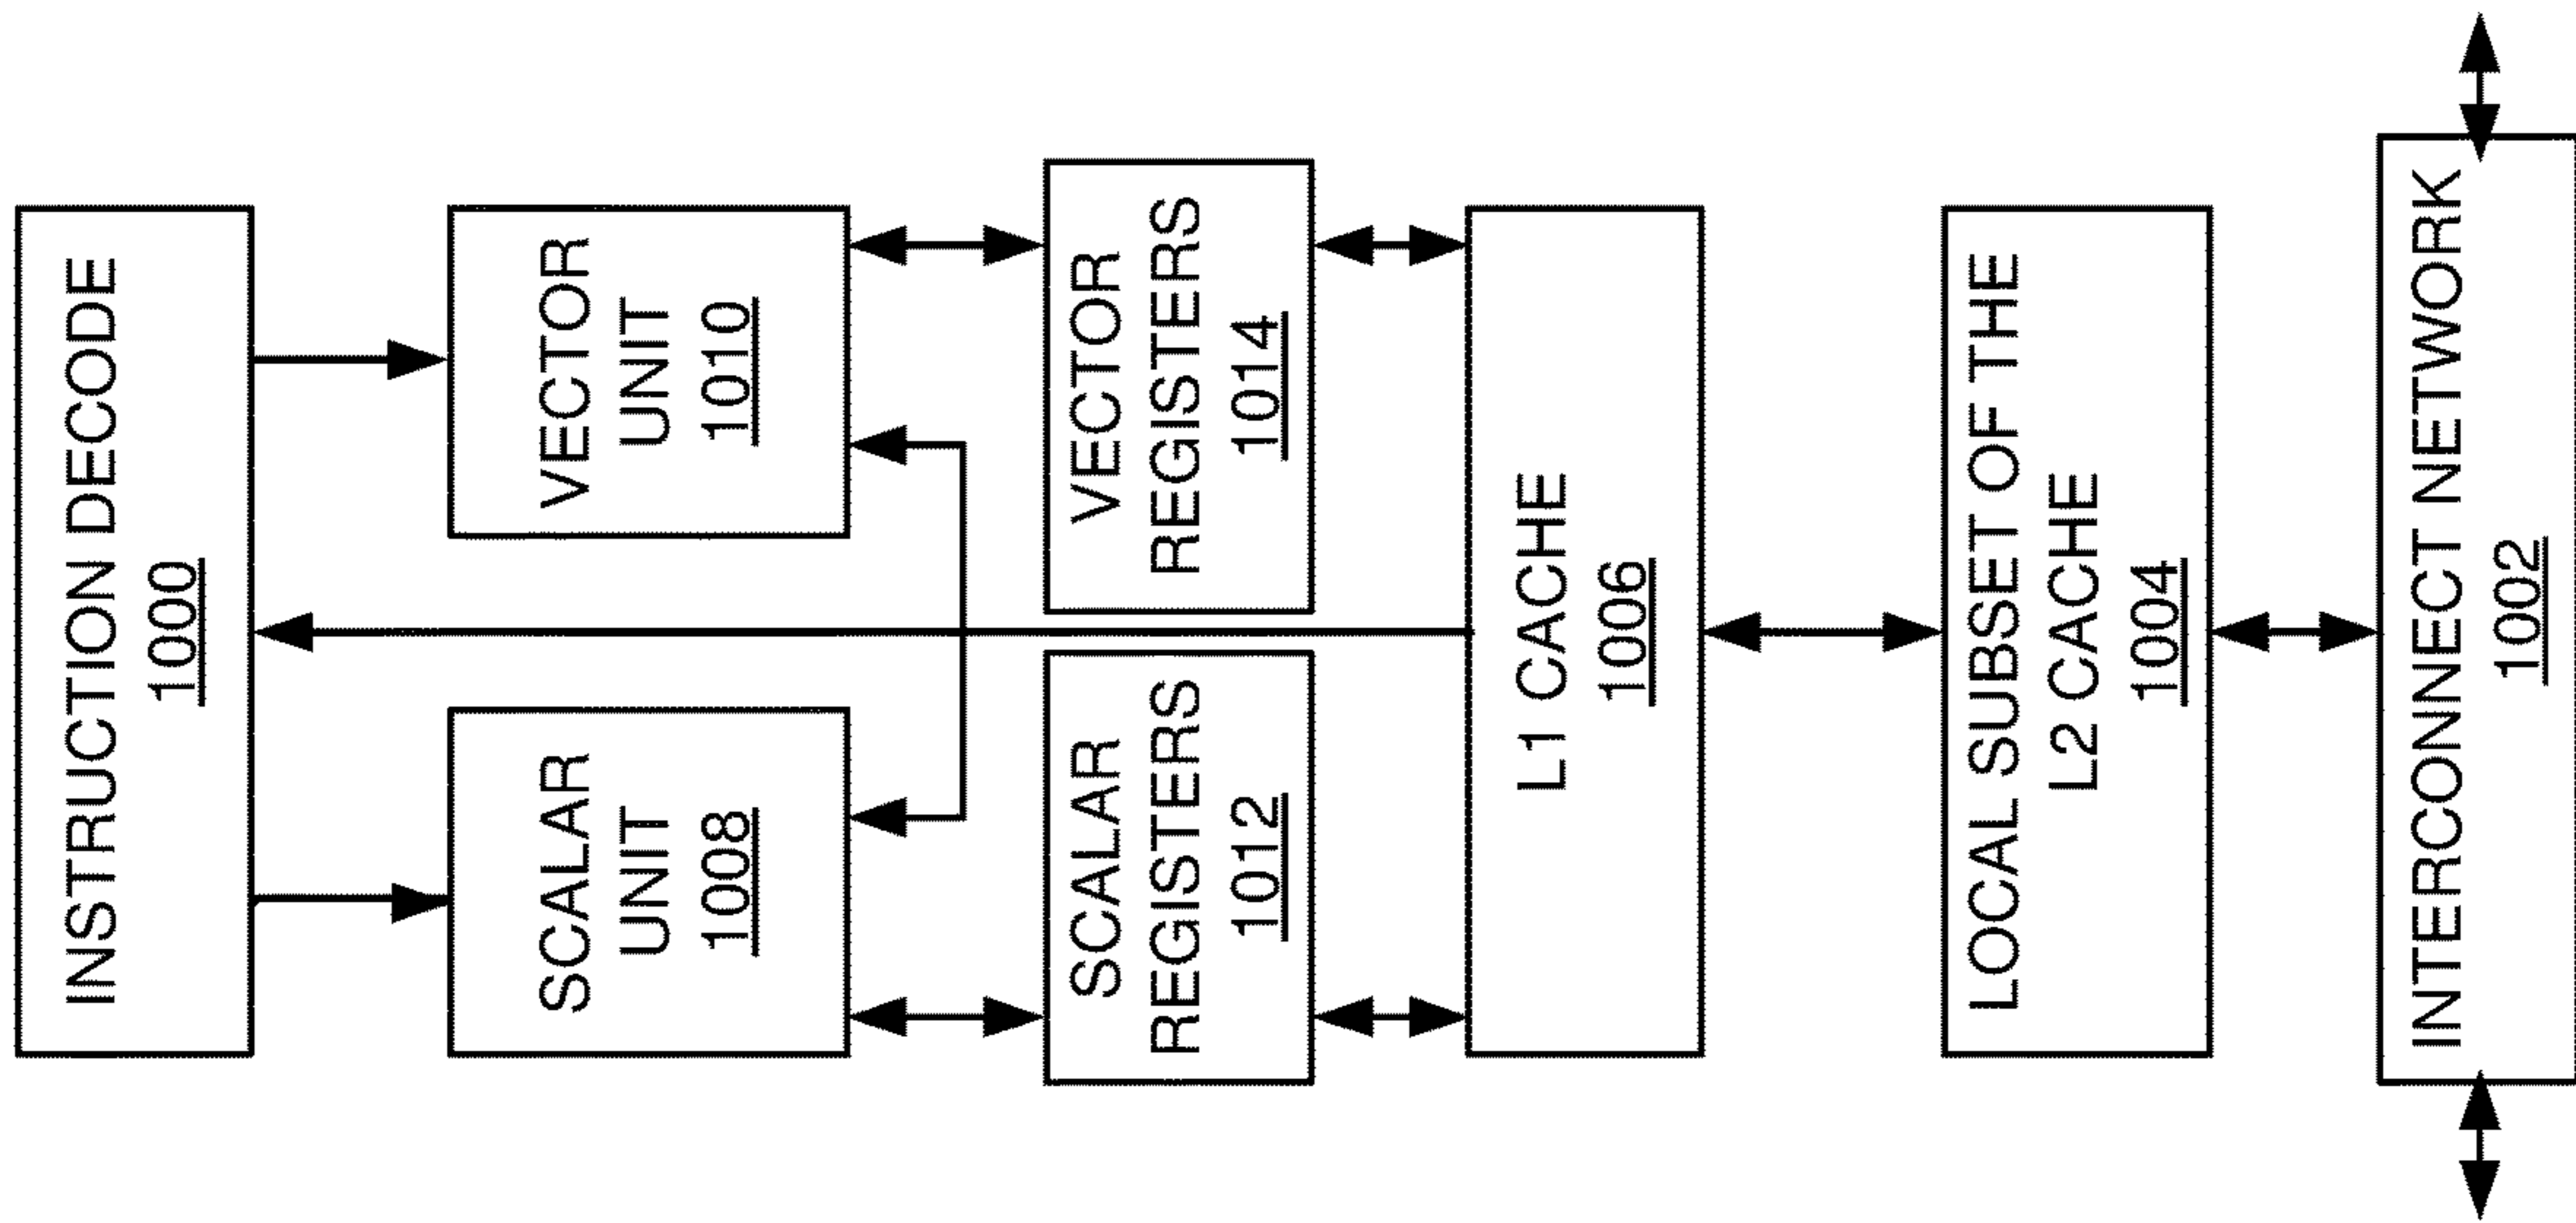 INSTRUCTION DECODE
1000
SCALAR
UNIT
1008
VECTOR
UNIT
1010
SCALAR
REGISTERS
1012
VECTOR
REGISTERS
1014
L1 CACHE
1006
LOCAL SUBSET OF THE
L2 CACHE
1004
INTERCONNECT NETWORK
1002